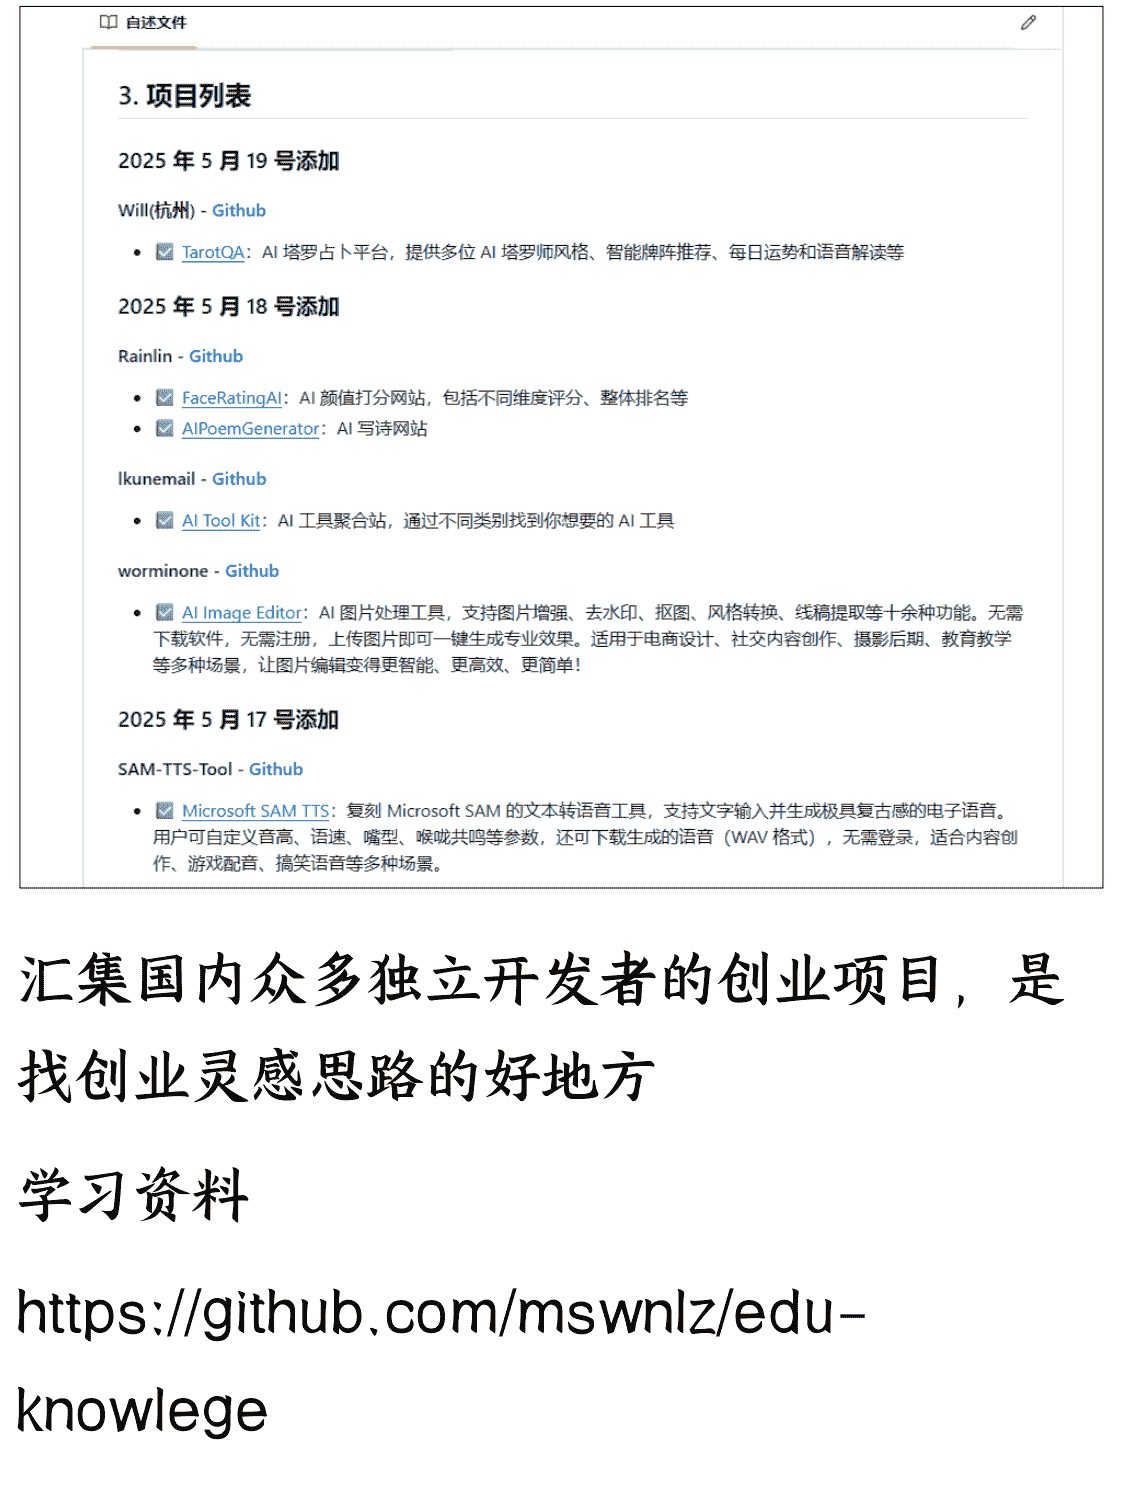 自述文件
3. 项目列表
2025 年 5 月 19 号添加
Will(杭州) - Github
TarotQA：AI 塔罗占卜平台，提供多位 AI 塔罗师风格、智能牌阵推荐、每日运势和语音解读等
2025 年 5 月 18 号添加
Rainlin - Github
FaceRatingAI：AI 颜值打分网站，包括不同维度评分、整体排名等
AIPoemGenerator：AI 写诗网站
lkunemail - Github
AI Tool Kit：AI 工具聚合站，通过不同类别找到你想要的 AI 工具
worminone - Github
AI Image Editor：AI 图片处理工具，支持图片增强、去水印、抠图、风格转换、线稿提取等十余种功能。无需
下载软件，无需注册，上传图片即可一键生成专业效果。适用于电商设计、社交内容创作、摄影后期、教育教学
等多种场景，让图片编辑变得更智能、更高效、更简单！
2025 年 5 月 17 号添加
SAM-TTS-Tool - Github
Microsoft SAM TTS：复刻 Microsoft SAM 的文本转语音工具，支持文字输入并生成极具复古感的电子语音。
用户可自定义音高、语速、嘴型、喉咙共鸣等参数，还可下载生成的语音（WAV 格式），无需登录，适合内容创
作、游戏配音、搞笑语音等多种场景。
汇集国内众多独立开发者的创业项目，是
找创业灵感思路的好地方
学习资料
https://github.com/mswnlz/edu-
knowlege